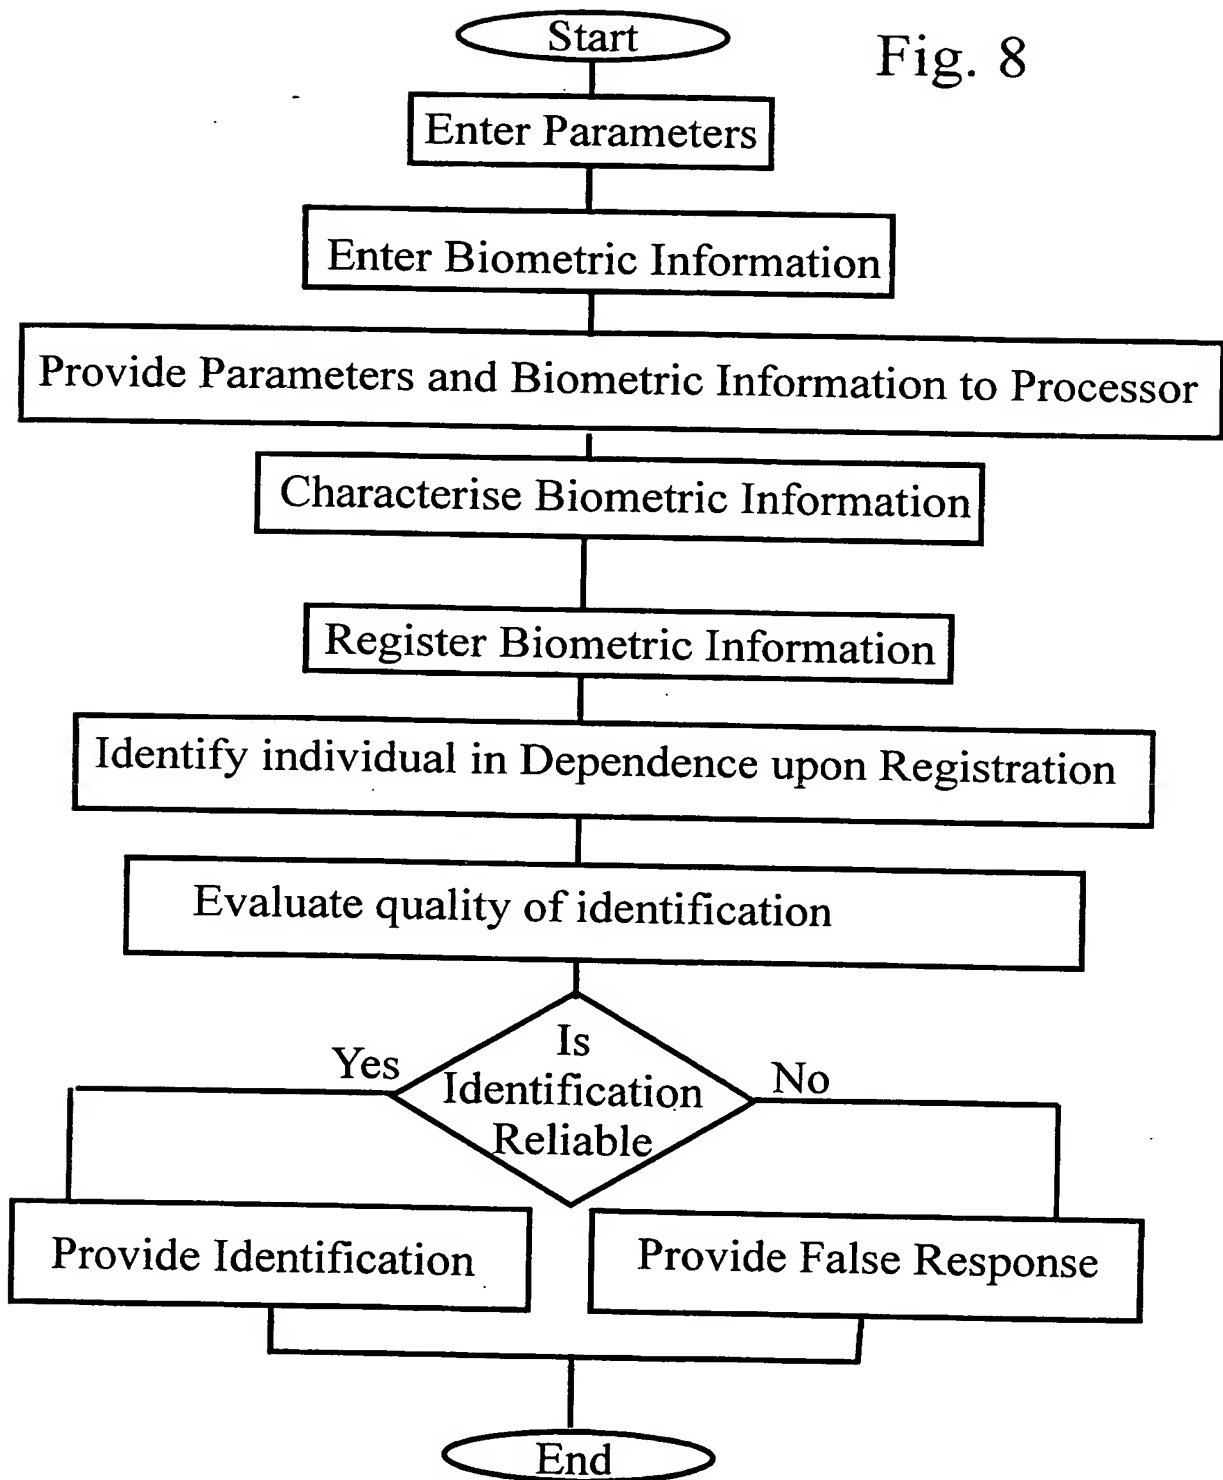 Start
Fig. 8
Enter Parameters
Enter Biometric Information
Provide Parameters and Biometric Information to Processor
Characterise Biometric Information
Register Biometric Information
Identify individual in Dependence upon Registration
Evaluate quality of identification
Is
Identification
Reliable
Yes
No
Provide Identification
Provide False Response
End